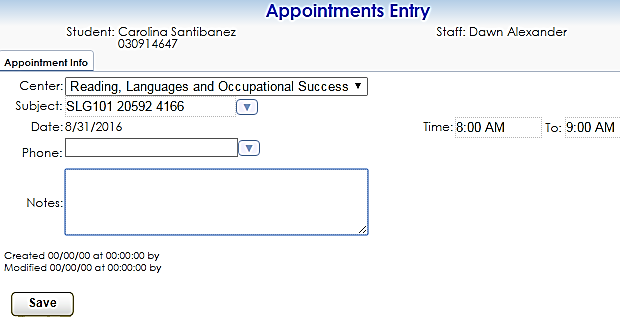 Appointments Entry
Student: Carolina Santibanez Staff: Dawn Alexander
030914647
Appointment Info
Center: Reading, Languages and Occupational Success
Subject: SLG101 20592 4166
Date: 8/31/2016 Time: 8:00 AM To: 9:00 AM
Phone:
Notes:
Created 00/00/00 at 00:00:00 by
Modified 00/00/00 at 00:00:00 by
Save